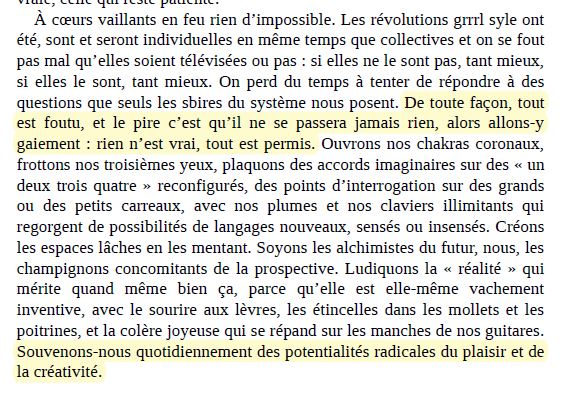 vraie, celle qui reste patiente.
À cœurs vaillants en feu rien d’impossible. Les révolutions grrrl syle ont
été, sont et seront individuelles en même temps que collectives et on se fout
pas mal qu’elles soient télévisées ou pas : si elles ne le sont pas, tant mieux,
si elles le sont, tant mieux. On perd du temps à tenter de répondre à des
questions que seuls les sbires du système nous posent. De toute façon, tout
est foutu, et le pire c’est qu’il ne se passera jamais rien, alors allons-y
gaiement : rien n’est vrai, tout est permis. Ouvrons nos chakras coronaux,
frottons nos troisièmes yeux, plaquons des accords imaginaires sur des « un
deux trois quatre » reconfigurés, des points d’interrogation sur des grands
ou des petits carreaux, avec nos plumes et nos claviers illimitants qui
regorgent de possibilités de langages nouveaux, sensés ou insensés. Créons
les espaces lâches en les mentant. Soyons les alchimistes du futur, nous, les
champignons concomitants de la prospective. Ludiquons la « réalité » qui
mérite quand même bien ça, parce qu’elle est elle-même vachement
inventive, avec le sourire aux lèvres, les étincelles dans les mollets et les
poitrines, et la colère joyeuse qui se répand sur les manches de nos guitares.
Souvenons-nous quotidiennement des potentialités radicales du plaisir et de
la créativité.